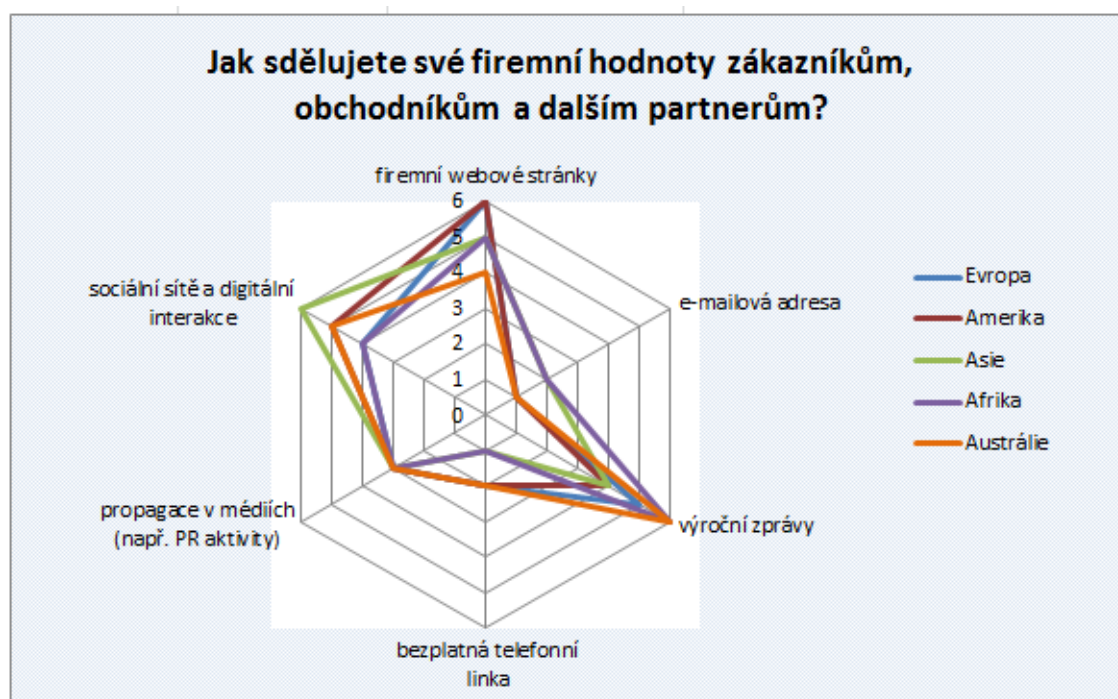 Jak sdělujete své firemní hodnoty zákazníkům,
obchodníkům a dalším partnerům?
firemní webové stránky
6
5
4
3
2
1
0
e-mailová adresa
výroční zprávy
bezplatná telefonní
linka
propagace v médiích
(např. PR aktivity)
sociální sítě a digitální
interakce
Evropa
Amerika
Asie
Afrika
Austrálie